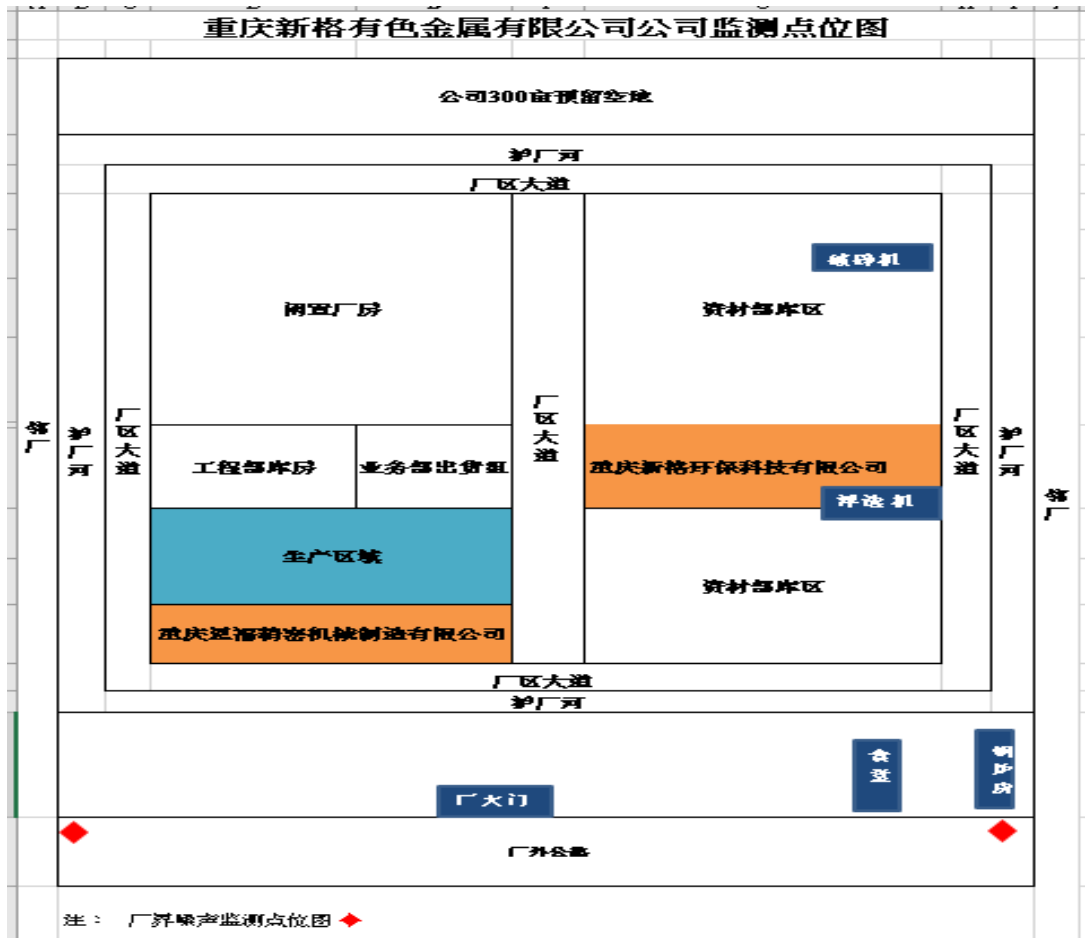 重庆新格有色金属有限公司公司监测点位图
公司300亩预留空地
护厂河
厂区大道
破碎机
闲置厂房
资材部库区
邻厂
护厂河
厂区大道
厂区大道
厂区大道
护厂河
邻厂
工程部库房
业务部出货组
重庆新格环保科技有限公司
浮选机
生产区域
资材部库区
精密机械制造有限公司
厂区大道
护厂河
食堂
锅炉房
厂大门
厂外公路
注： 厂界噪声监测点位图